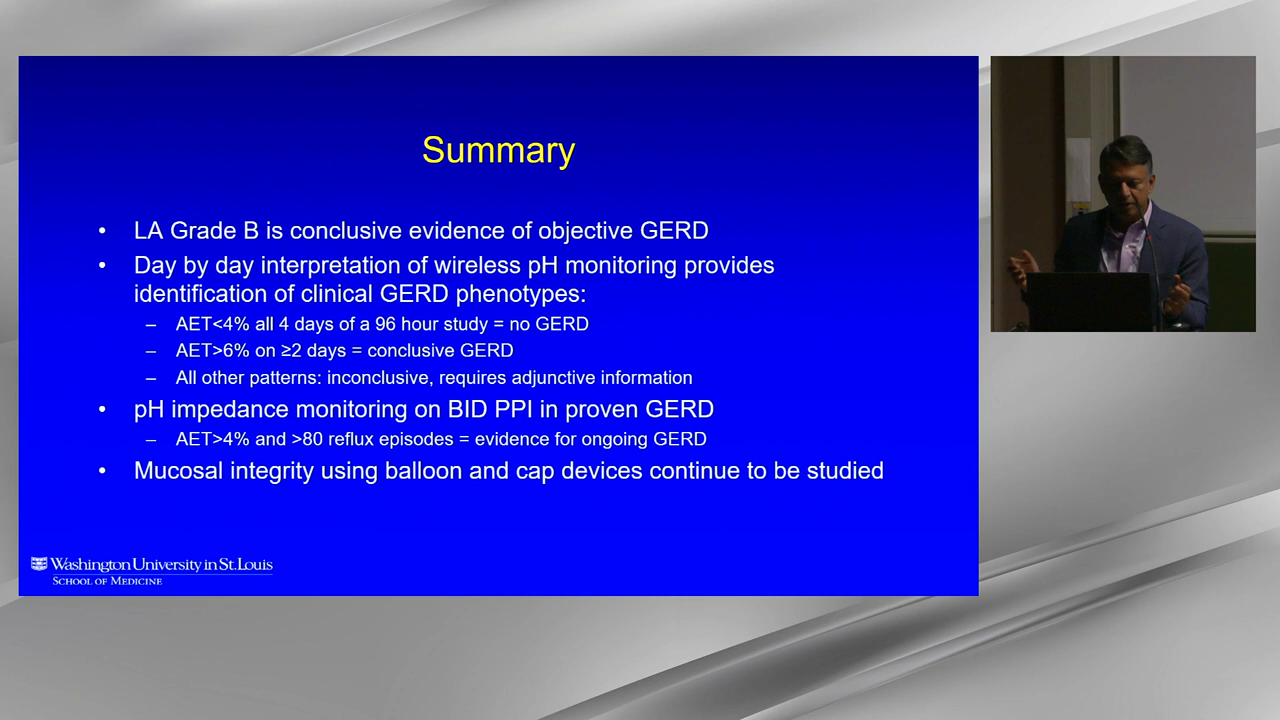 Summary
• LA Grade B is conclusive evidence of objective GERD
• Day by day interpretation of wireless pH monitoring provides
identification of clinical GERD phenotypes:
– AET<4% all 4 days of a 96 hour study = no GERD
– AET>6% on ≥2 days = conclusive GERD
– All other patterns: inconclusive, requires adjunctive information
• pH impedance monitoring on BID PPI in proven GERD
– AET>4% and >80 reflux episodes = evidence for ongoing GERD
• Mucosal integrity using balloon and cap devices continue to be studied
Washington University in St. Louis
SCHOOL OF MEDICINE